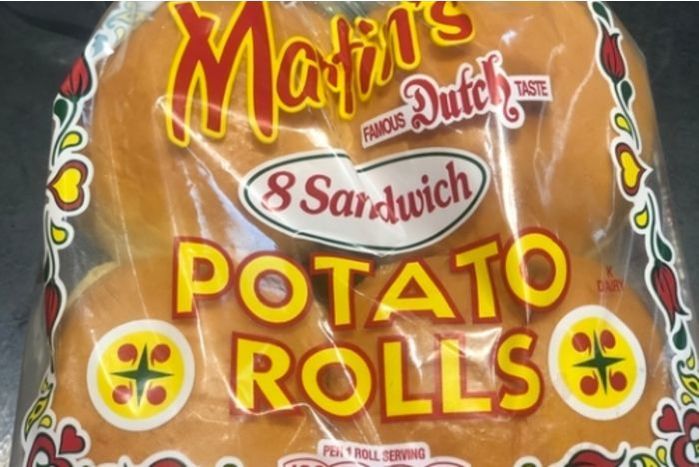 Martin's
FAMOUS Dutch TASTE
8 Sandwich
POTATO
K
DAIRY
ROLLS
PER 1 ROLL SERVING